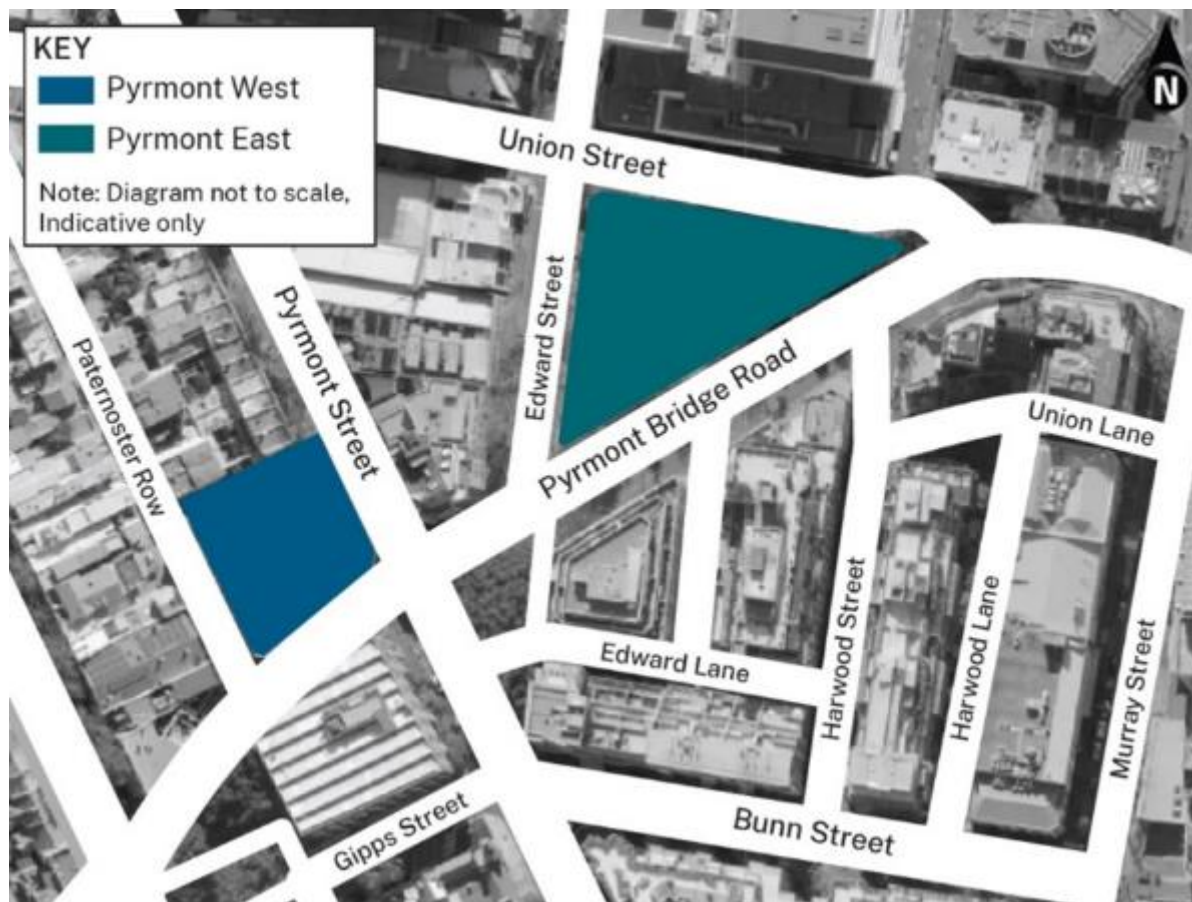 KEY
Pyrmont West
Pyrmont East
Note: Diagram not to scale,
Indicative only
N
Union Street
Edward Street
Pyrmont Street
Paternoster Row
Pyrmont Bridge Road
Union Lane
Edward Lane
Harwood Street
Harwood Lane
Murray Street
Bunn Street
Gipps Street